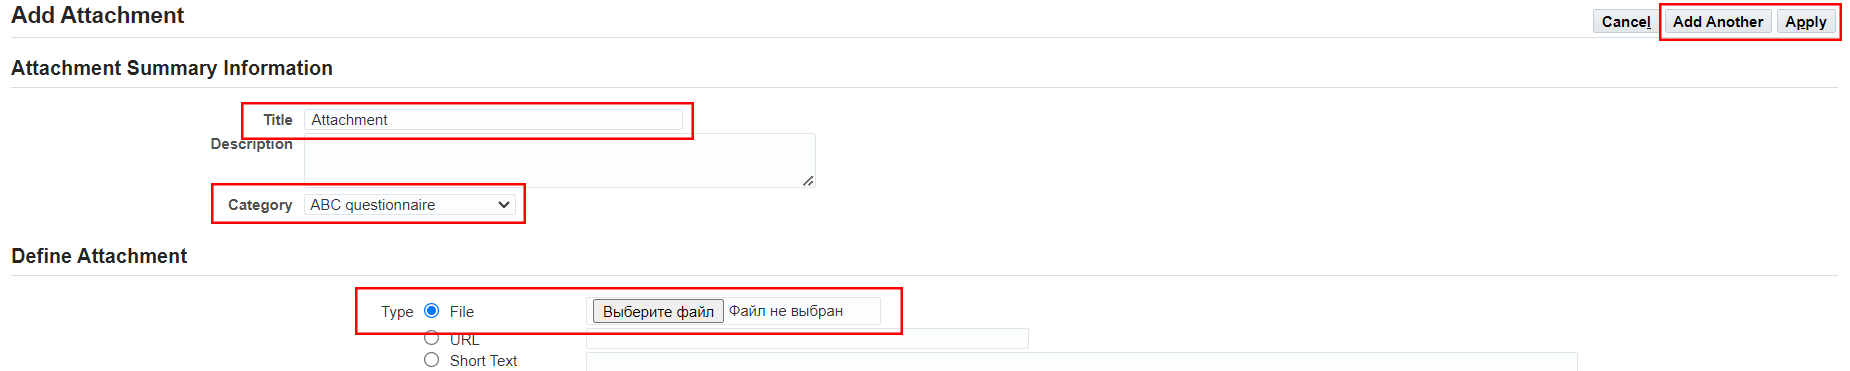 Add Attachment
Cancel Add Another Apply
Attachment Summary Information
Title Attachment
Description
Category ABC questionnaire
Define Attachment
Type File Выберите файл Файл не выбран
URL
Short Text